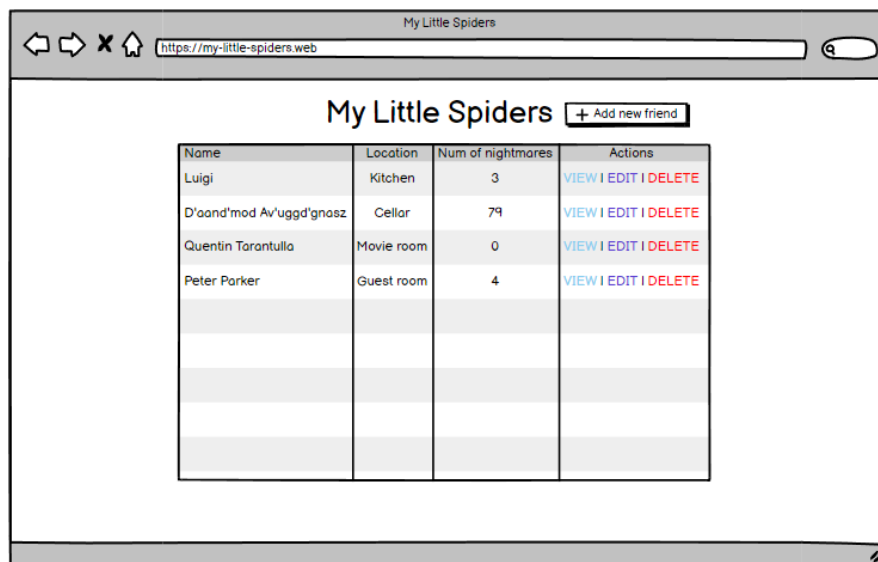 My Little Spiders
https://my-little-spiders.web
My Little Spiders + Add new friend
Name Location Num of nightmares Actions
Luigi Kitchen 3 VIEW | EDIT | DELETE
D'aand'mod Av'uggd'gnasz Cellar 79 VIEW | EDIT | DELETE
Quentin Tarantulla Movie room 0 VIEW | EDIT | DELETE
Peter Parker Guest room 4 VIEW | EDIT | DELETE